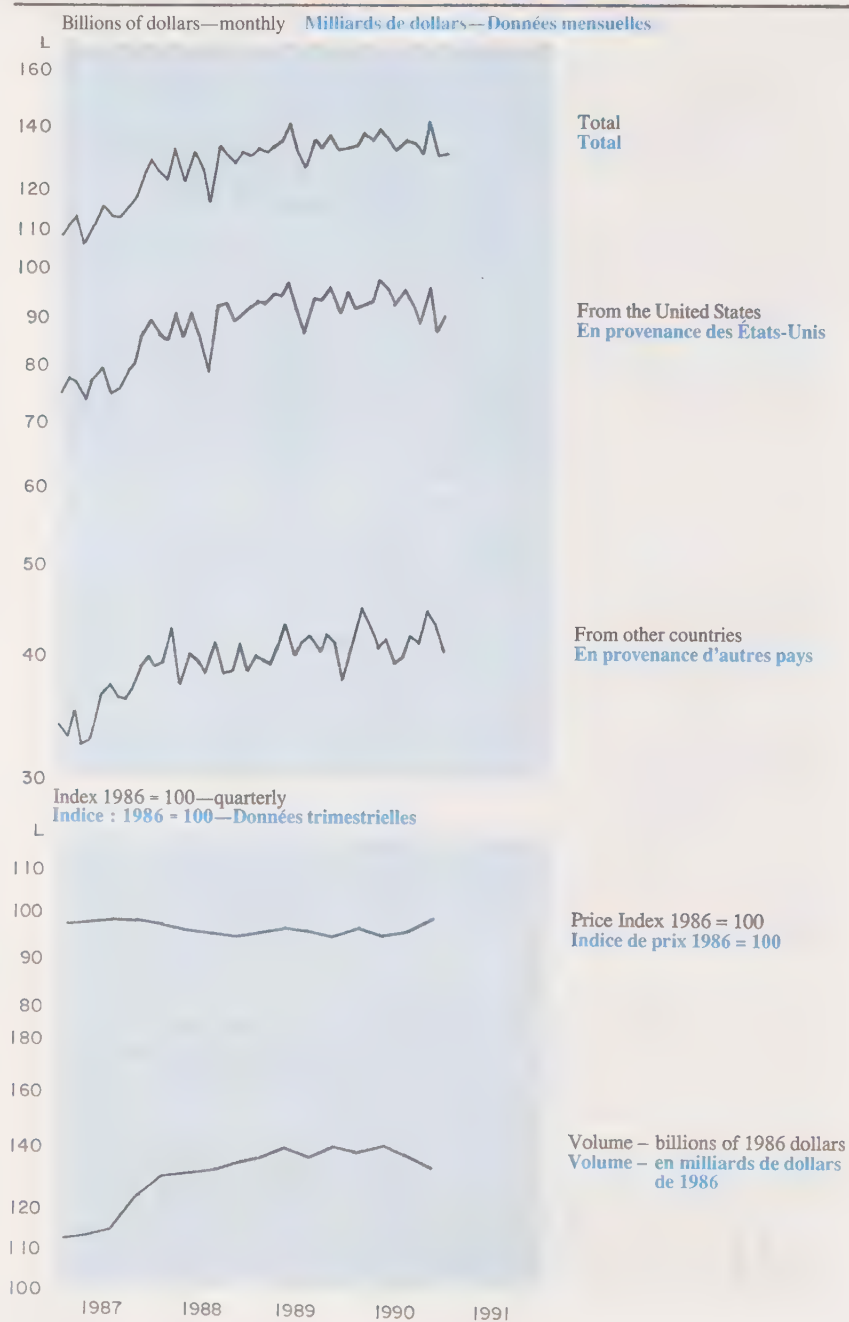 Billions of dollars—monthly Milliards de dollars—Données mensuelles
L
160
140
Total
Total
120
110
100
From the United States
90
En provenance des États-Unis
80
70
60
50
From other countries
40
En provenance d'autres pays
30
Index 1986 = 100—quarterly
Indice : 1986 = 100—Données trimestrielles
L
110
100
Price Index 1986 = 100
Indice de prix 1986 = 100
90
80
180
160
140
Volume – billions of 1986 dollars
Volume – en milliards de dollars
de 1986
120
110
100
1987 1988 1989 1990 1991